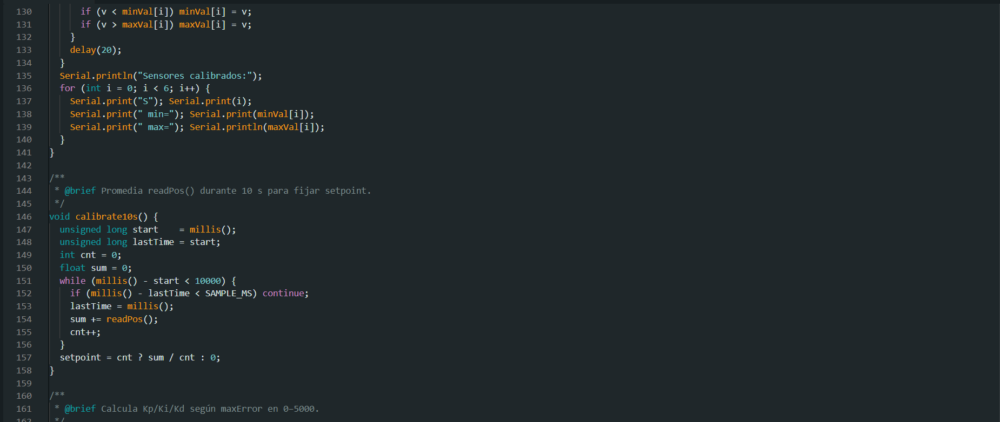 130 if (v < minVal[i]) minVal[i] = v;
131 if (v > maxVal[i]) maxVal[i] = v;
132 }
133 delay(20);
134 }
135 Serial.println("Sensores calibrados:");
136 for (int i = 0; i < 6; i++) {
137 Serial.print("S"); Serial.print(i);
138 Serial.print(" min="); Serial.print(minVal[i]);
139 Serial.print(" max="); Serial.println(maxVal[i]);
140 }
141 }
142
143 /**
144 * @brief Promedia readPos() durante 10 s para fijar setpoint.
145 */
146 void calibrate10s() {
147 unsigned long start    = millis();
148 unsigned long lastTime = start;
149 int cnt = 0;
150 float sum = 0;
151 while (millis() - start < 10000) {
152 if (millis() - lastTime < SAMPLE_MS) continue;
153 lastTime = millis();
154 sum += readPos();
155 cnt++;
156 }
157 setpoint = cnt ? sum / cnt : 0;
158 }
159
160 /**
161 * @brief Calcula Kp/Ki/Kd según maxError en 0–5000.
162 */